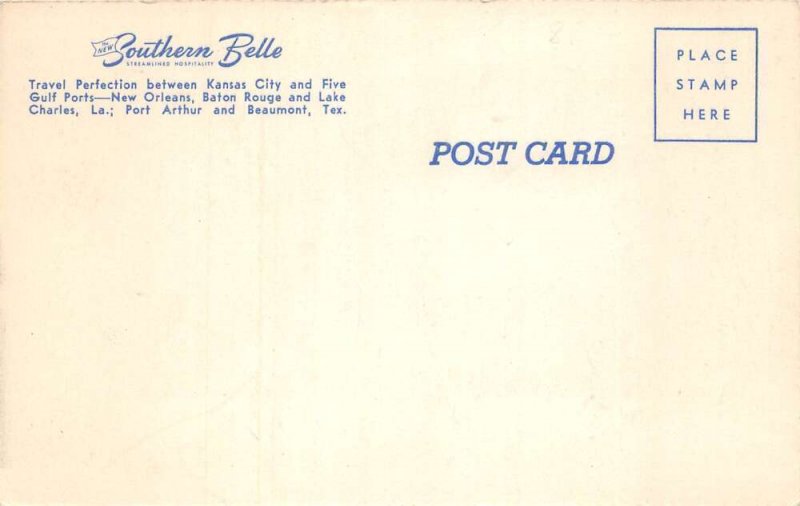 the NEW Southern Belle
STREAMLINED HOSPITALITY
Travel Perfection between Kansas City and Five
Gulf Ports—New Orleans, Baton Rouge and Lake
Charles, La.; Port Arthur and Beaumont, Tex.
PLACE
STAMP
HERE
POST CARD